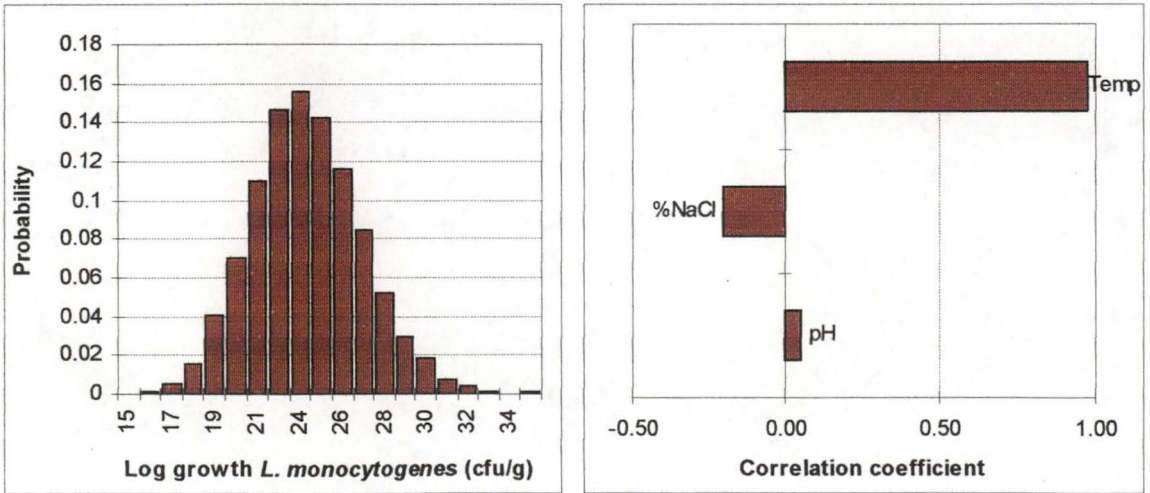 0.18
0.16
0.14
0.12
0.1
0.08
0.06
0.04
0.02
0
Probability
15 17 19 21 24 26 28 30 32 34
Log growth L. monocytogenes (cfu/g)
Temp
%NaCl
pH
-0.50 0.00 0.50 1.00
Correlation coefficient